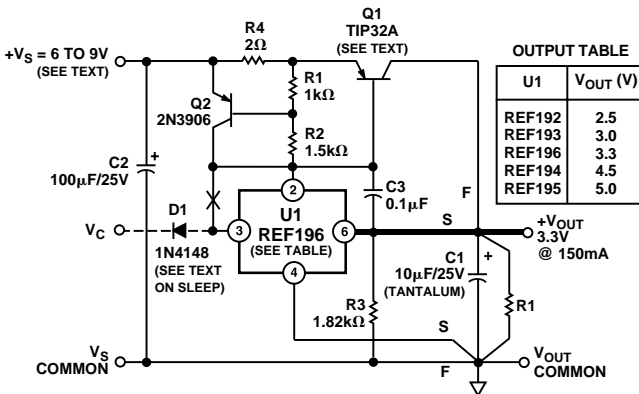 +VS = 6 TO 9V
(SEE TEXT)
R4
2Ω
Q1
TIP32A
(SEE TEXT)
OUTPUT TABLE
U1 VOUT (V)
REF192 2.5
REF193 3.0
REF196 3.3
REF194 4.5
REF195 5.0
Q2
2N3906
R1
1kΩ
R2
1.5kΩ
C2
100μF/25V
+
C3
0.1μF
F
S
VC
D1
1N4148
(SEE TEXT
ON SLEEP)
2
3
U1
REF196
(SEE TABLE)
6
4
+VOUT
3.3V
@ 150mA
C1
10μF/25V
(TANTALUM)
+
R1
R3
1.82kΩ
S
F
VS
COMMON
VOUT
COMMON